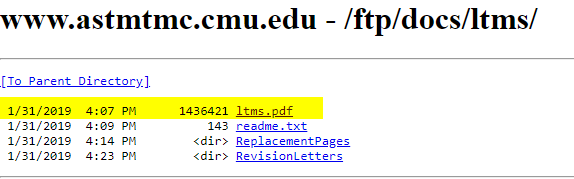 www.astmtmc.cmu.edu - /ftp/docs/ltms/
[To Parent Directory]
1/31/2019 4:07 PM 1436421 ltms.pdf
1/31/2019 4:09 PM 143 readme.txt
1/31/2019 4:14 PM <dir> ReplacementPages
1/31/2019 4:23 PM <dir> RevisionLetters